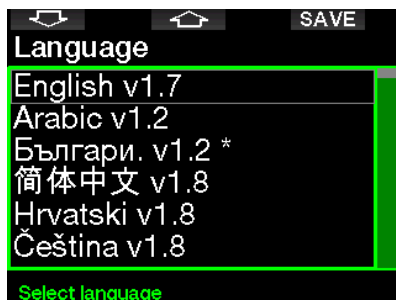 SAVE
Language
English v1.7
Arabic v1.2
Българи. v1.2 *
简体中文 v1.8
Hrvatski v1.8
Čeština v1.8
Select language